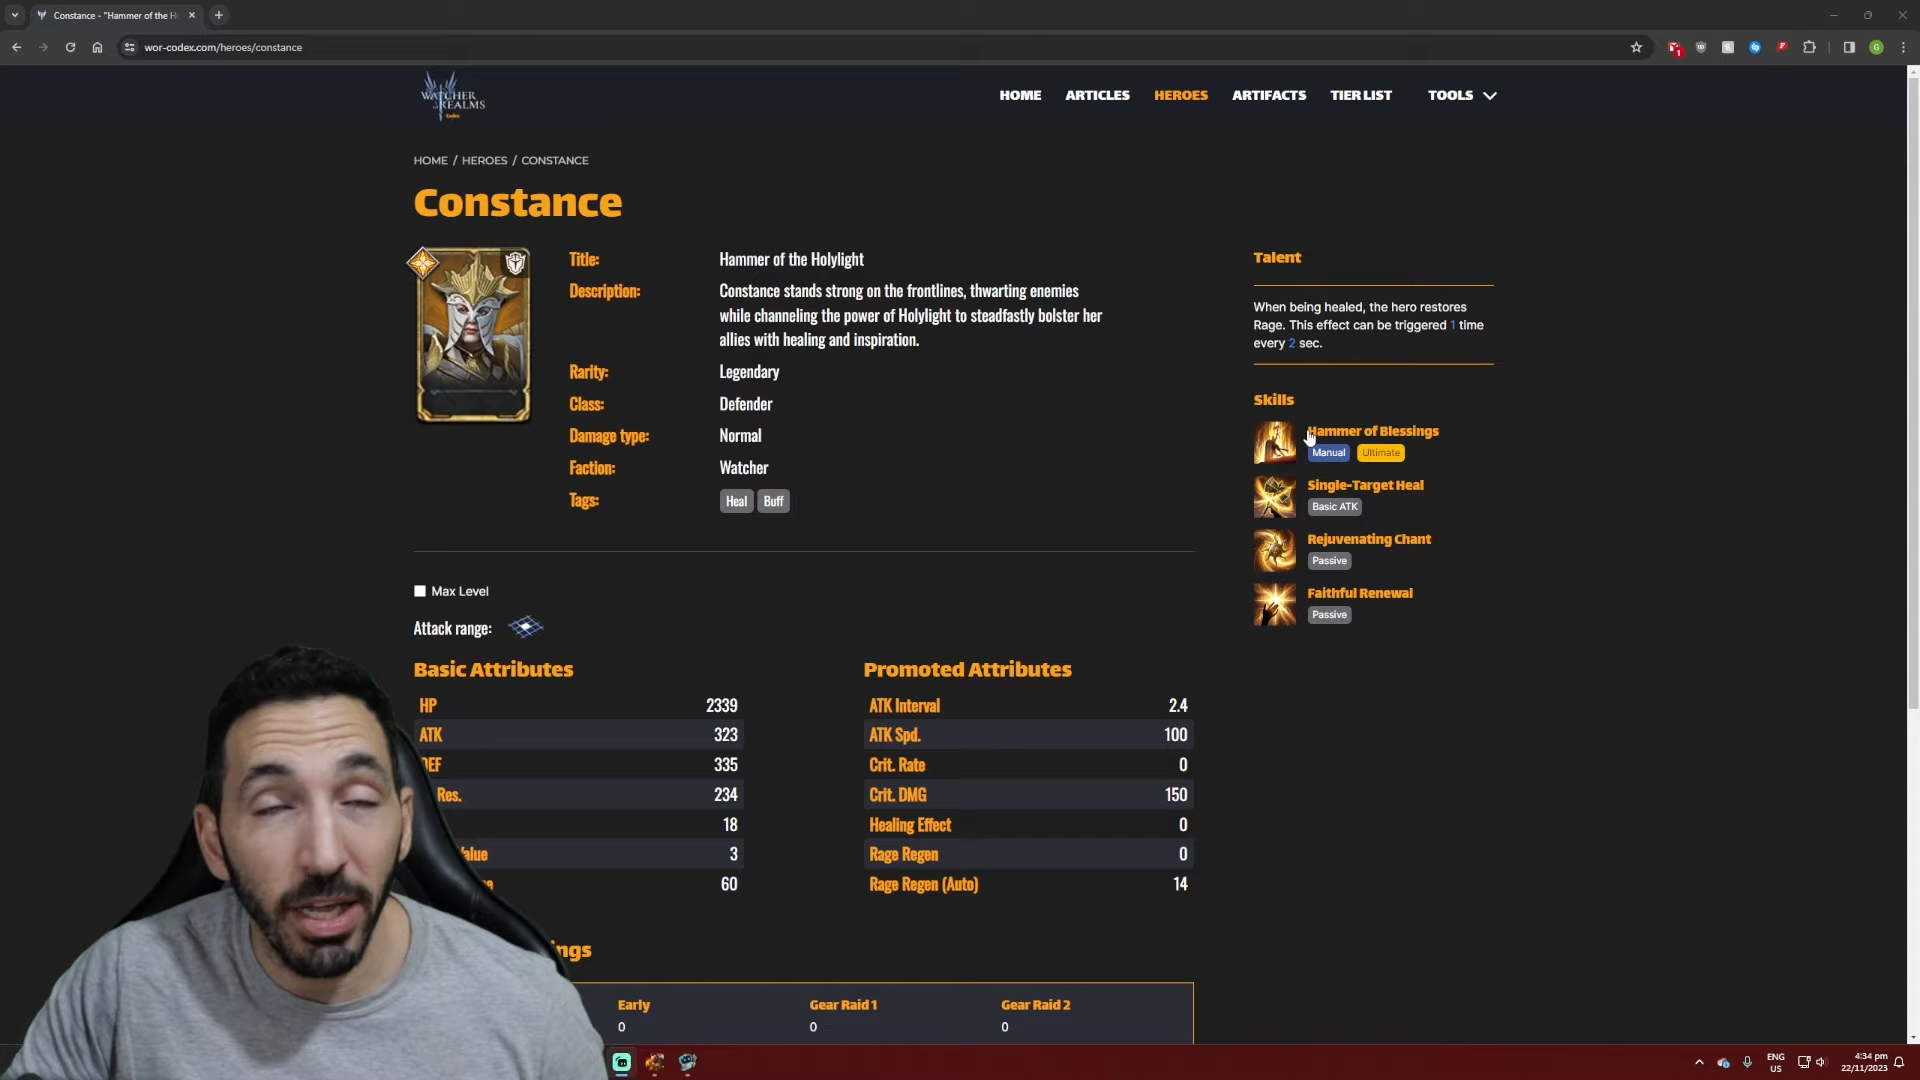 Constance - "Hammer of the H
wor-codex.com/heroes/constance
1
G
WATCHER
REALMS
Codex
HOME ARTICLES HEROES ARTIFACTS TIER LIST TOOLS
HOME / HEROES / CONSTANCE
Constance
Title: Hammer of the Holylight
Description: Constance stands strong on the frontlines, thwarting enemies
while channeling the power of Holylight to steadfastly bolster her
allies with healing and inspiration.
Rarity: Legendary
Class: Defender
Damage type: Normal
Faction: Watcher
Tags: Heal Buff
Talent
When being healed, the hero restores
Rage. This effect can be triggered 1 time
every 2 sec.
Skills
Hammer of Blessings
Manual Ultimate
Single-Target Heal
Basic ATK
Rejuvenating Chant
Passive
Faithful Renewal
Passive
Max Level
Attack range:
Basic Attributes
HP 2339
ATK 323
DEF 335
Res. 234
18
alue 3
60
Promoted Attributes
ATK Interval 2.4
ATK Spd. 100
Crit. Rate 0
Crit. DMG 150
Healing Effect 0
Rage Regen 0
Rage Regen (Auto) 14
ngs
Early Gear Raid 1 Gear Raid 2
0 0 0
ENG
US
4:34 pm
22/11/2023